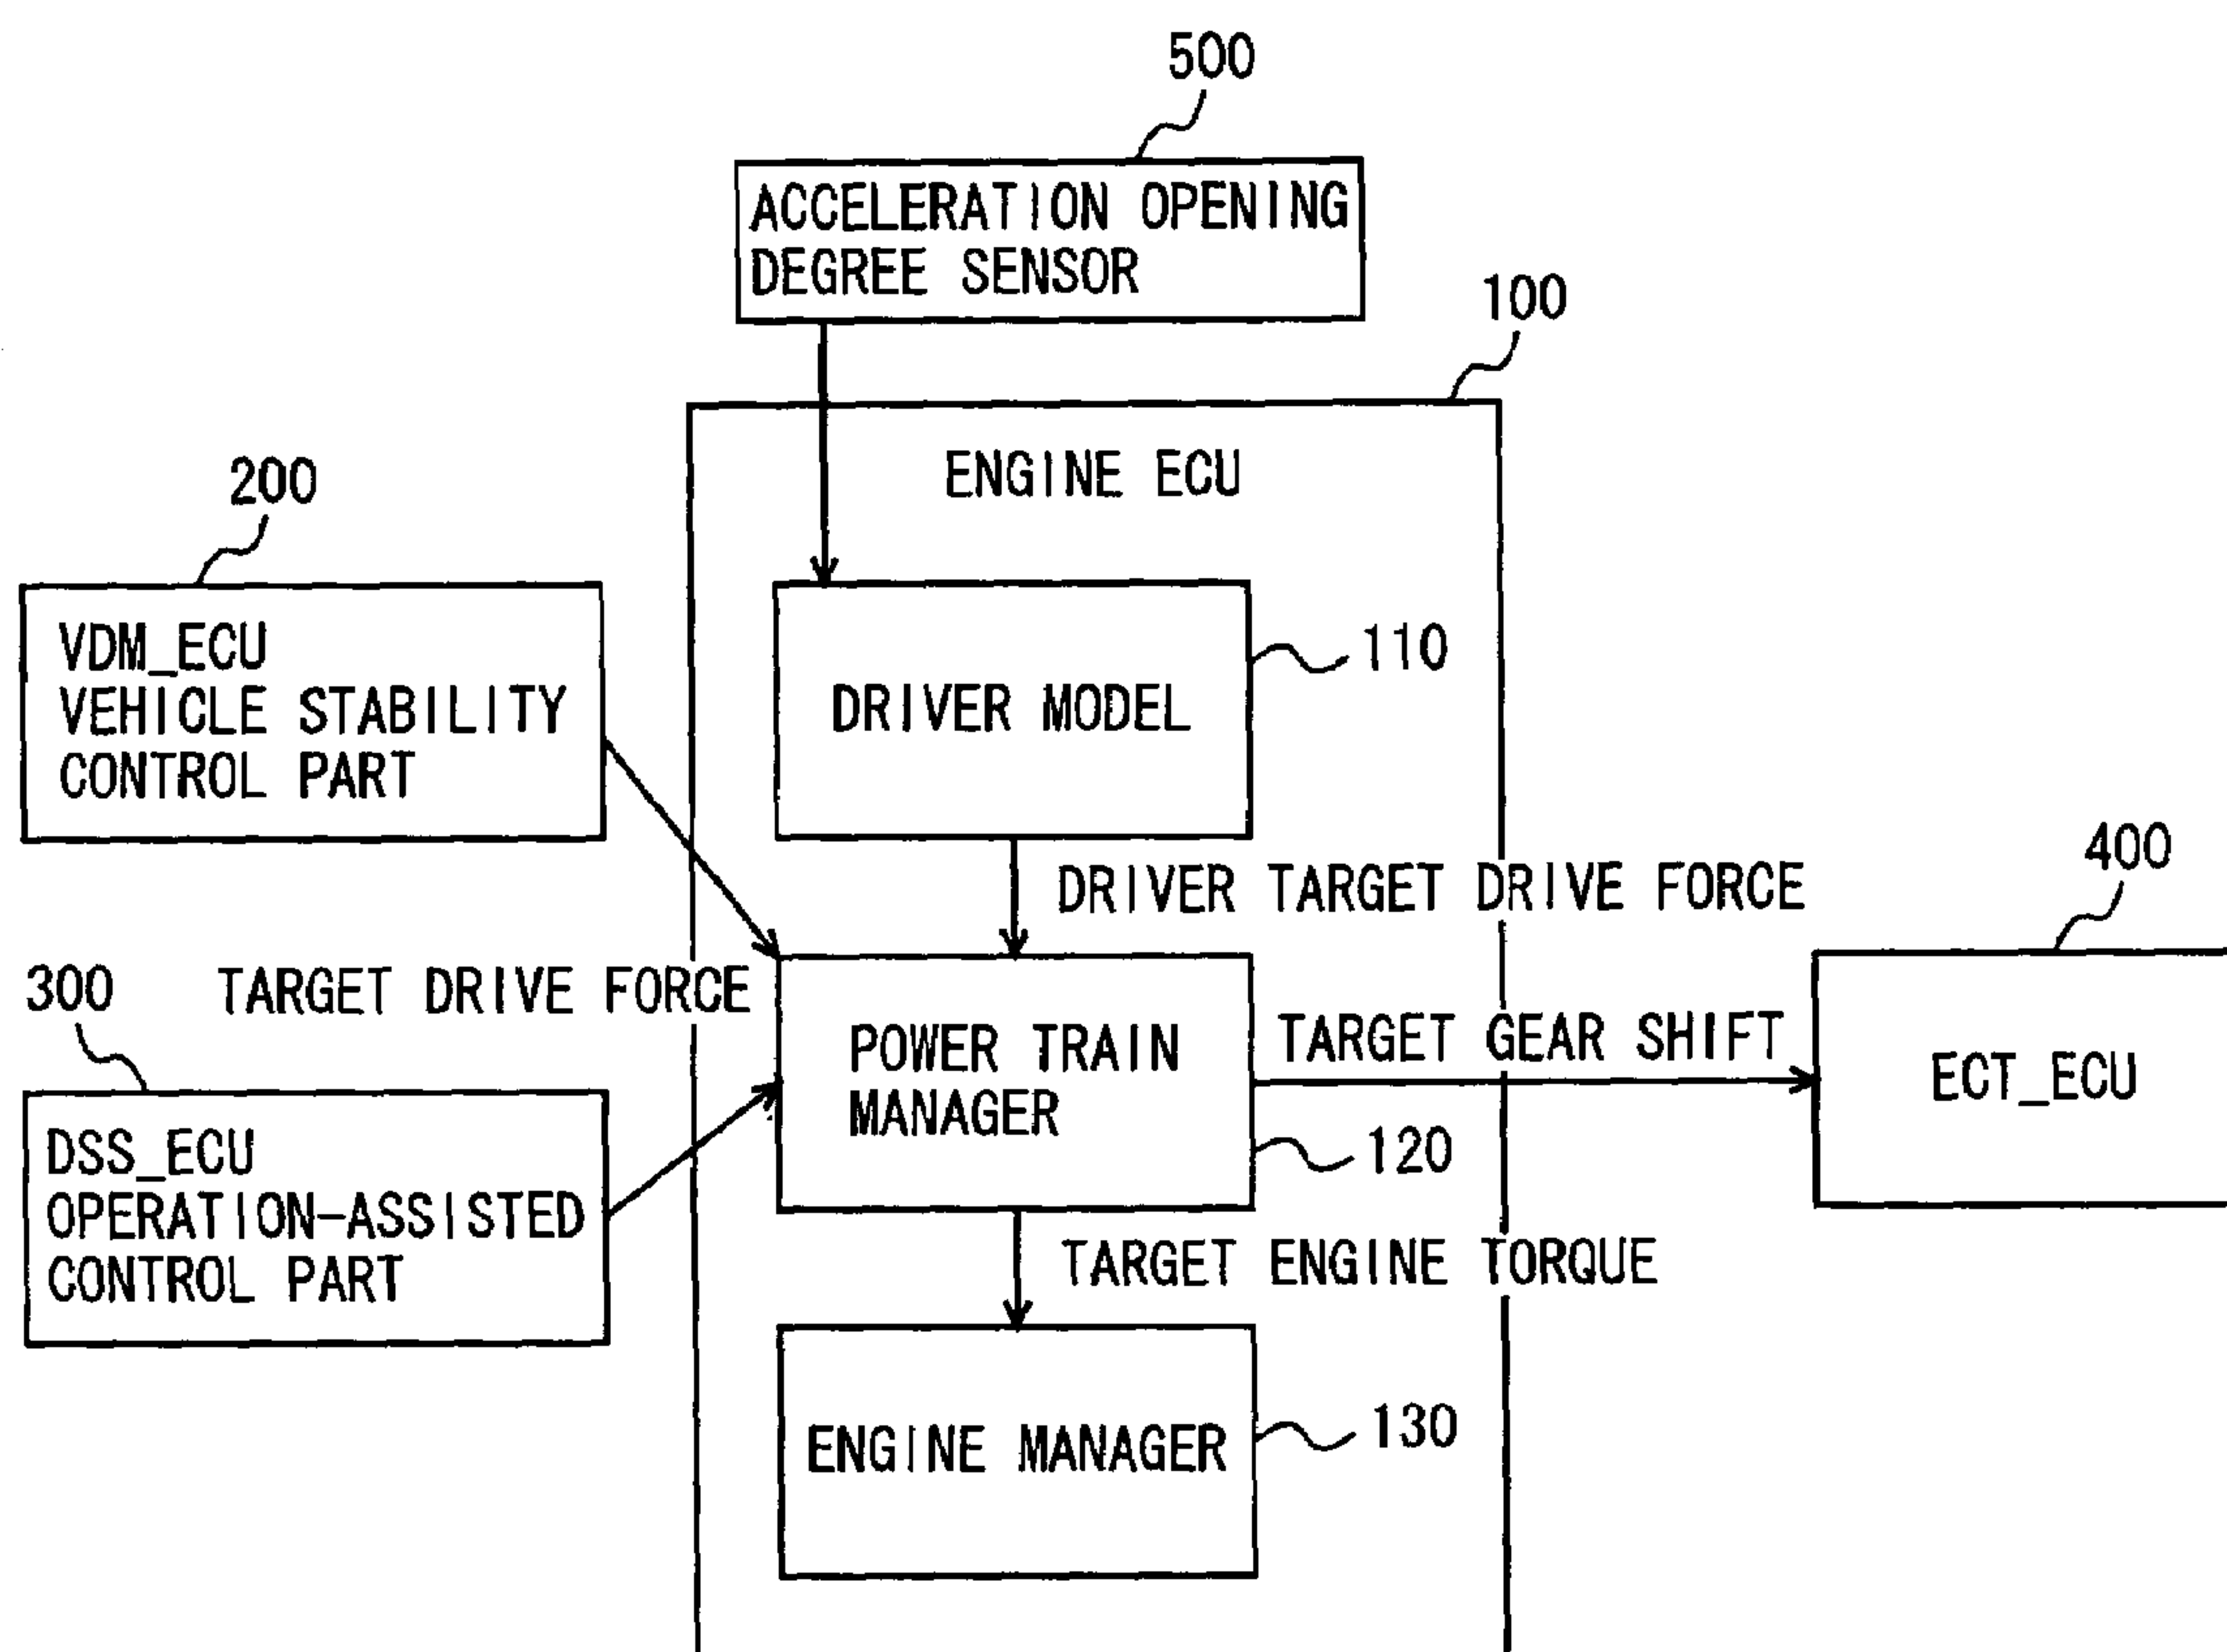 500
ACCELERATION OPENING
DEGREE SENSOR
100
ENGINE ECU
200
VDM_ECU
VEHICLE STABILITY
CONTROL PART
110
DRIVER MODEL
DRIVER TARGET DRIVE FORCE
400
300
TARGET DRIVE FORCE
POWER TRAIN
MANAGER
TARGET GEAR SHIFT
ECT_ECU
120
DSS_ECU
OPERATION-ASSISTED
CONTROL PART
TARGET ENGINE TORQUE
130
ENGINE MANAGER